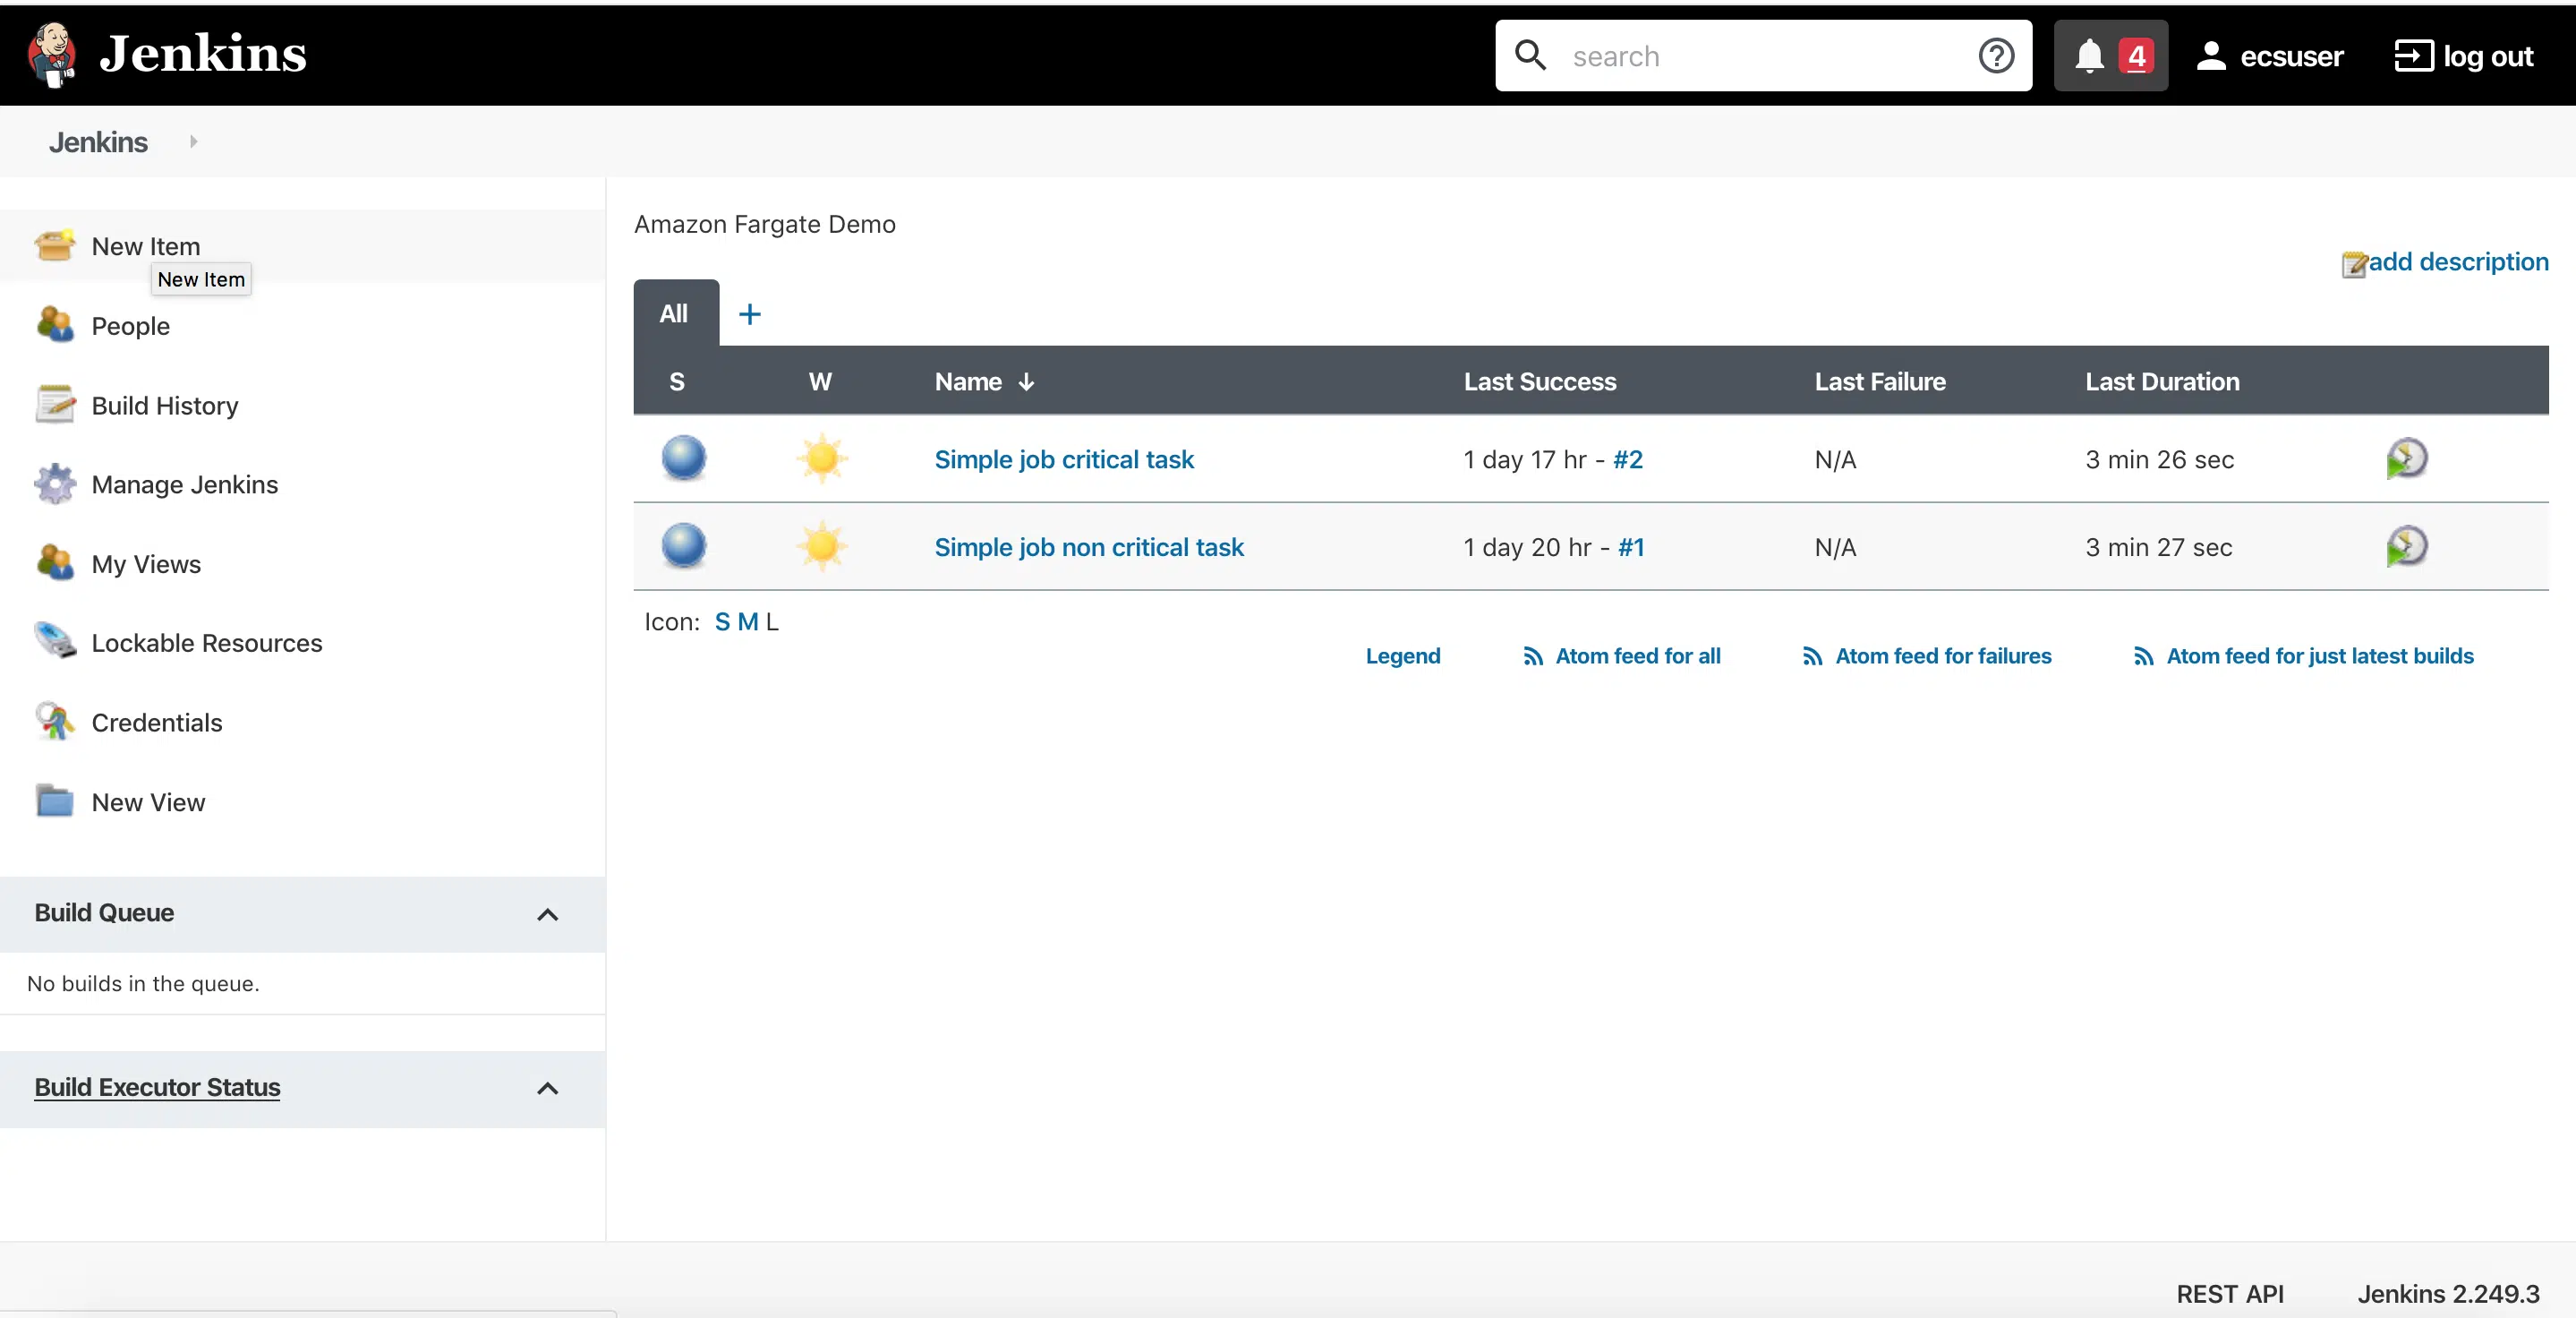 Jenkins
search
4
ecsuser
log out
Jenkins
New Item
New Item
People
Build History
Manage Jenkins
My Views
Lockable Resources
Credentials
New View
Build Queue
No builds in the queue.
Build Executor Status
Amazon Fargate Demo
add description
All +
S W Name ↓ Last Success Last Failure Last Duration
Simple job critical task 1 day 17 hr - #2 N/A 3 min 26 sec
Simple job non critical task 1 day 20 hr - #1 N/A 3 min 27 sec
Icon: S M L
Legend Atom feed for all Atom feed for failures Atom feed for just latest builds
REST API Jenkins 2.249.3